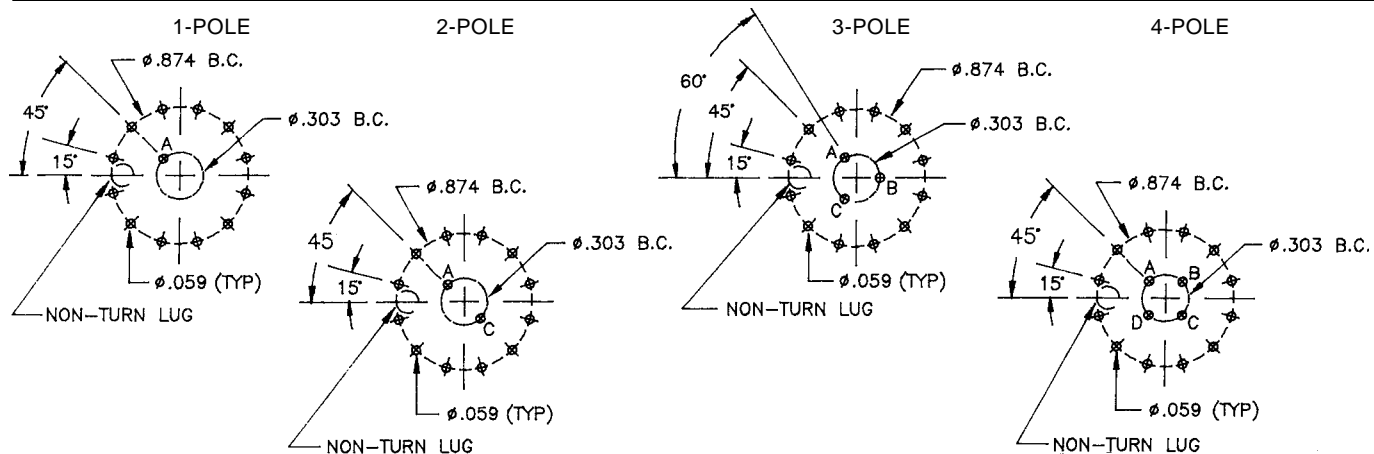 1-POLE
Ø.874 B.C.
45°
15°
A
Ø.303 B.C.
Ø.059 (TYP)
NON-TURN LUG
2-POLE
Ø.874 B.C.
45
15°
A
C
Ø.303 B.C.
Ø.059 (TYP)
NON-TURN LUG
3-POLE
60°
45°
15°
Ø.874 B.C.
Ø.303 B.C.
A
B
C
Ø.059 (TYP)
NON-TURN LUG
4-POLE
Ø.874 B.C.
45°
15°
A
B
D
C
Ø.303 B.C.
Ø.059 (TYP)
NON-TURN LUG